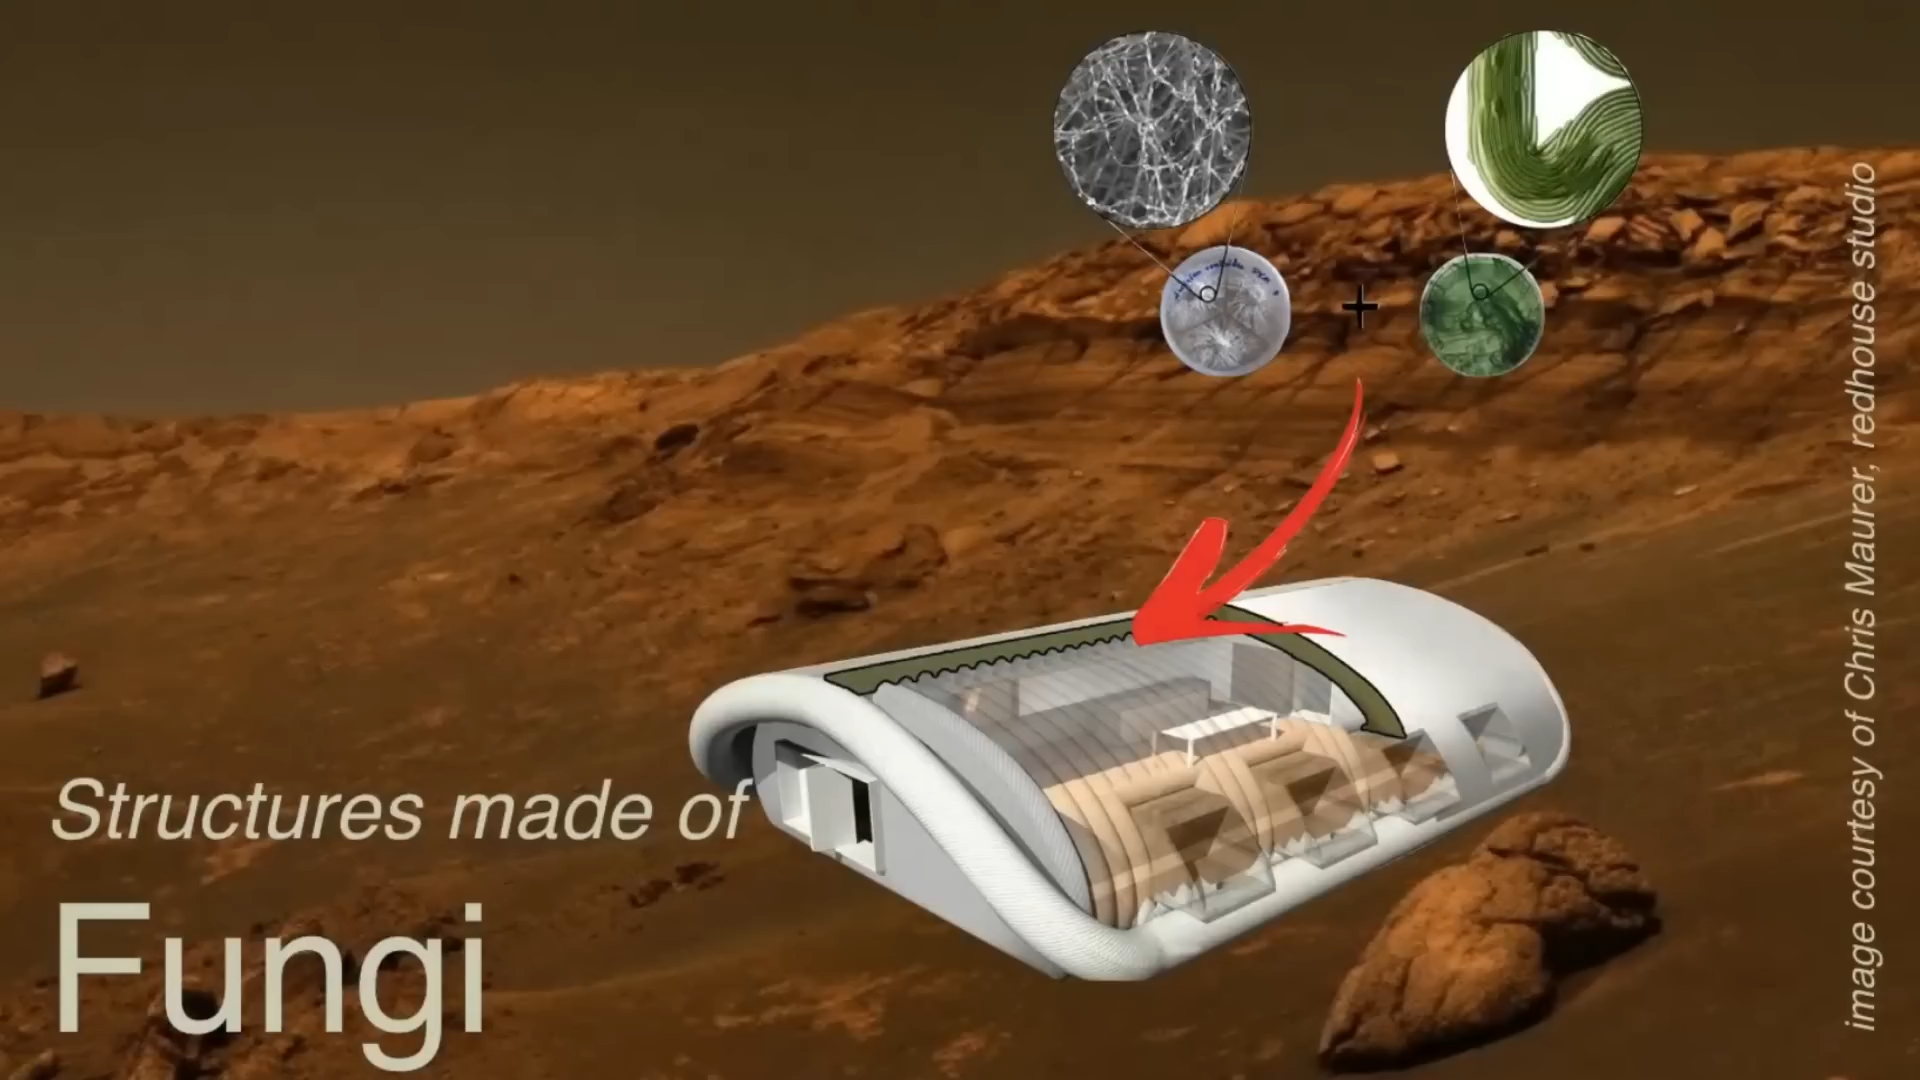 Structures made of
Fungi
image courtesy of Chris Maurer, redhouse studio